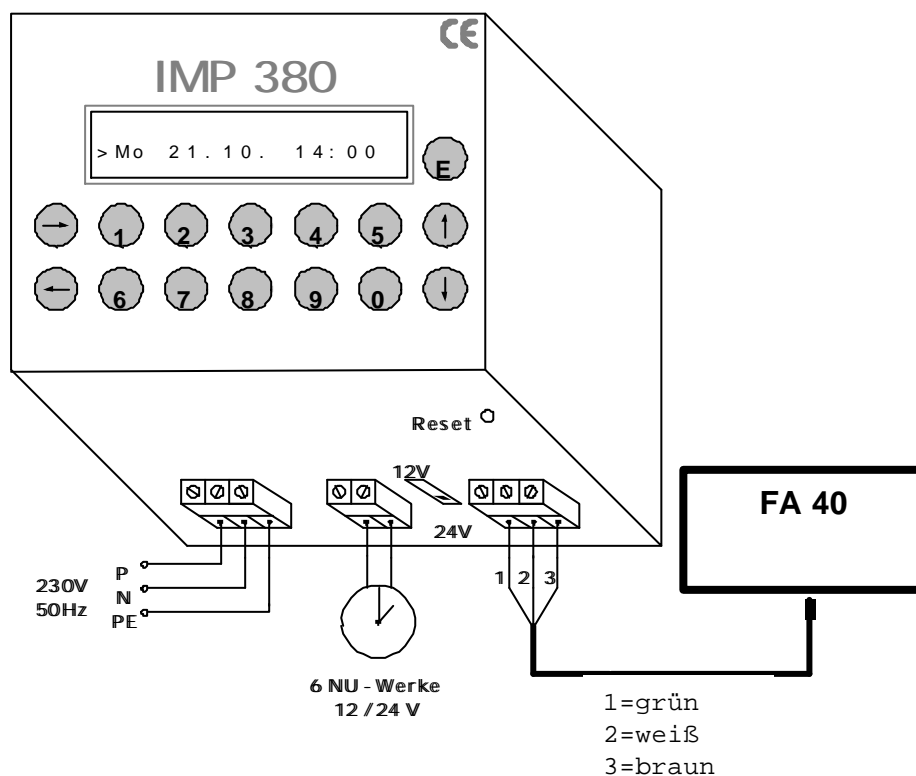 CE
IMP 380
>Mo 21.10. 14:00
E
→ 1 2 3 4 5 ↑
← 6 7 8 9 0 ↓
Reset
12V
24V
FA 40
230V
50Hz
P
N
PE
1 2 3
6 NU - Werke
12 / 24 V
1=grün
2=weiß
3=braun